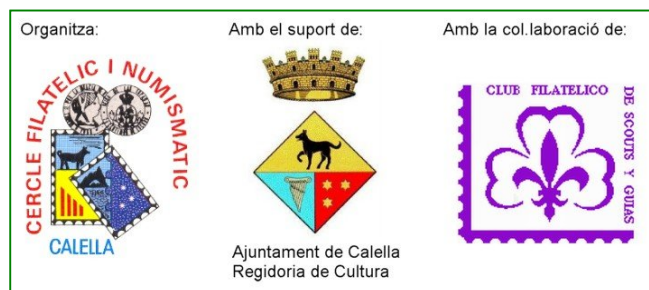 Organitza:
CERCLE FILATELIC I NUMISMATIC
CALELLA
Amb el suport de:
Ajuntament de Calella
Regidoria de Cultura
Amb la col.laboració de:
CLUB FILATELICO
DE SCOUTS Y GUIAS